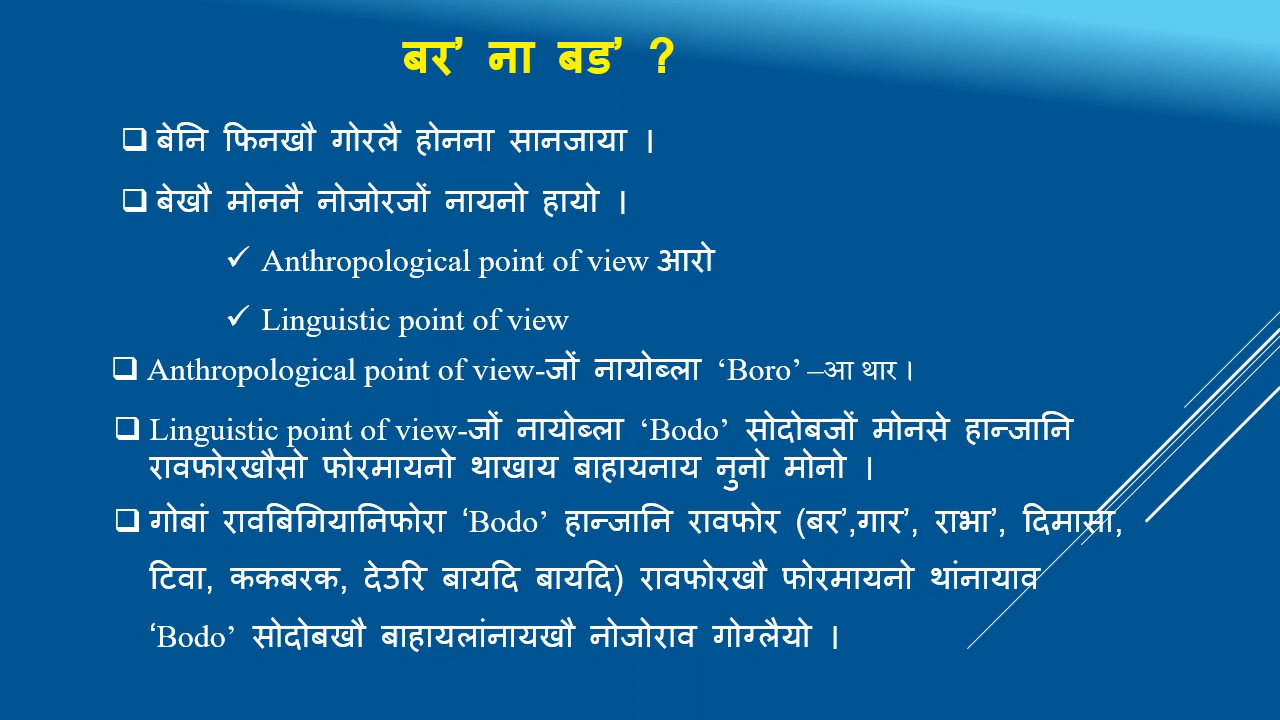 बर’ ना बड’ ?
बेनि फिनखौ गोरलै होनना सानजाया ।
बेखौ मोननै नोजोरजों नायनो हायो ।
Anthropological point of view आरो
Linguistic point of view
Anthropological point of view-जों नायोब्ला ‘Boro’ –आ थार ।
Linguistic point of view-जों नायोब्ला ‘Bodo’ सोदोबजों मोनसे हान्जानि
रावफोरखौसो फोरमायनो थाखाय बाहायनाय नुनो मोनो ।
गोबां रावबिगियानिफोरा ‘Bodo’ हान्जानि रावफोर (बर’,गार’, राभा’, दिमासा,
टिवा, ककबरक, देउरि बायदि बायदि) रावफोरखौ फोरमायनो थांनायाव
‘Bodo’ सोदोबखौ बाहायलांनायखौ नोजोराव गोग्लैयो ।